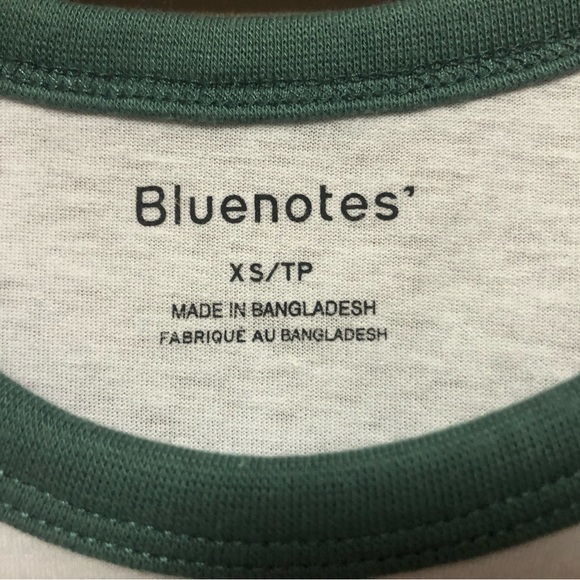 Bluenotes’
XS/TP
MADE IN BANGLADESH
FABRIQUÉ AU BANGLADESH